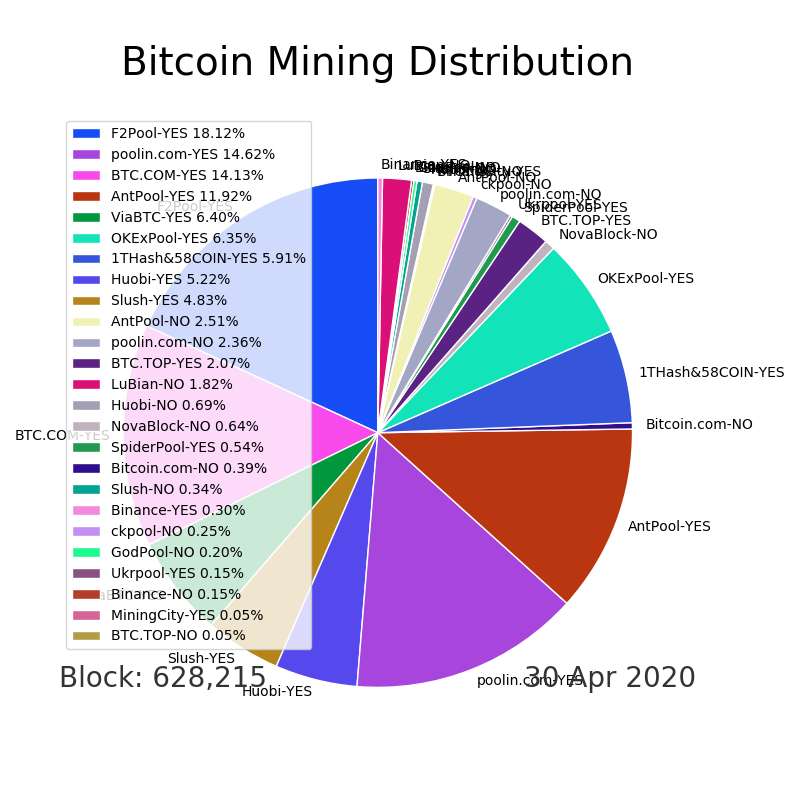 Bitcoin Mining Distribution
F2Pool-YES 18.12%
poolin.com-YES 14.62%
BTC.COM-YES 14.13%
AntPool-YES 11.92%
ViaBTC-YES 6.40%
OKExPool-YES 6.35%
1THash&58COIN-YES 5.91%
Huobi-YES 5.22%
Slush-YES 4.83%
AntPool-NO 2.51%
poolin.com-NO 2.36%
BTC.TOP-YES 2.07%
LuBian-NO 1.82%
Huobi-NO 0.69%
NovaBlock-NO 0.64%
SpiderPool-YES 0.54%
Bitcoin.com-NO 0.39%
Slush-NO 0.34%
Binance-YES 0.30%
ckpool-NO 0.25%
GodPool-NO 0.20%
Ukrpool-YES 0.15%
Binance-NO 0.15%
MiningCity-YES 0.05%
BTC.TOP-NO 0.05%
F2Pool-YES
BTC.COM-YES
Slush-YES
Huobi-YES
poolin.com-YES
AntPool-YES
Bitcoin.com-NO
1THash&58COIN-YES
OKExPool-YES
NovaBlock-NO
BTC.TOP-YES
SpiderPool-YES
Ukrpool-YES
poolin.com-NO
ckpool-NO
AntPool-NO
Binance-YES
Block: 628,215
30 Apr 2020